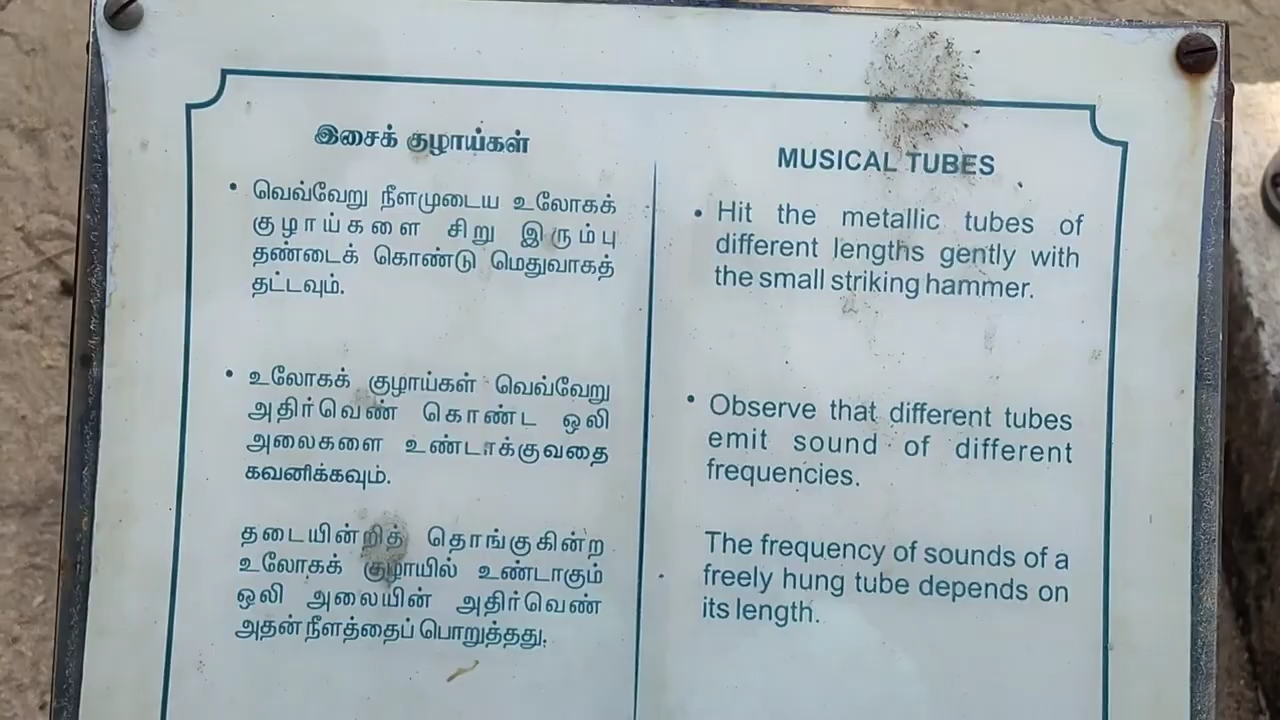 இசைக் குழாய்கள்
• வெவ்வேறு நீளமுடைய உலோகக்
குழாய்களை சிறு இரும்பு
தண்டைக் கொண்டு மெதுவாகத்
தட்டவும்.
• உலோகக் குழாய்கள் வெவ்வேறு
அதிர்வெண் கொண்ட ஒலி
அலைகளை உண்டாக்குவதை
கவனிக்கவும்.
தடையின்றித் தொங்குகின்ற
உலோகக் குழாயில் உண்டாகும்
ஒலி அலையின் அதிர்வெண்
அதன் நீளத்தைப் பொறுத்தது.
MUSICAL TUBES
• Hit the metallic tubes of
different lengths gently with
the small striking hammer.
• Observe that different tubes
emit sound of different
frequencies.
The frequency of sounds of a
freely hung tube depends on
its length.